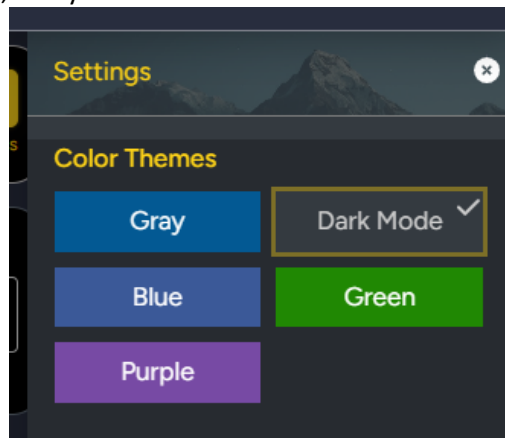 Settings
Color Themes
Gray
Dark Mode
Blue
Green
Purple